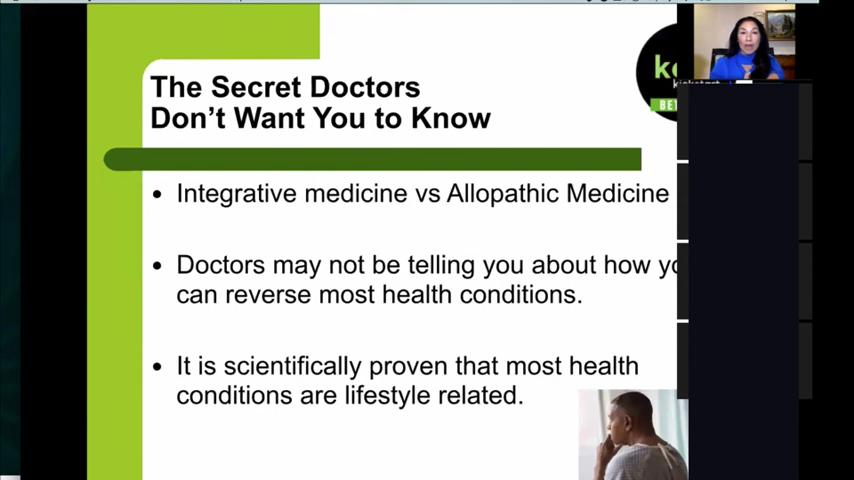 The Secret Doctors
Don't Want You to Know
• Integrative medicine vs Allopathic Medicine
• Doctors may not be telling you about how yo
can reverse most health conditions.
• It is scientifically proven that most health
conditions are lifestyle related.